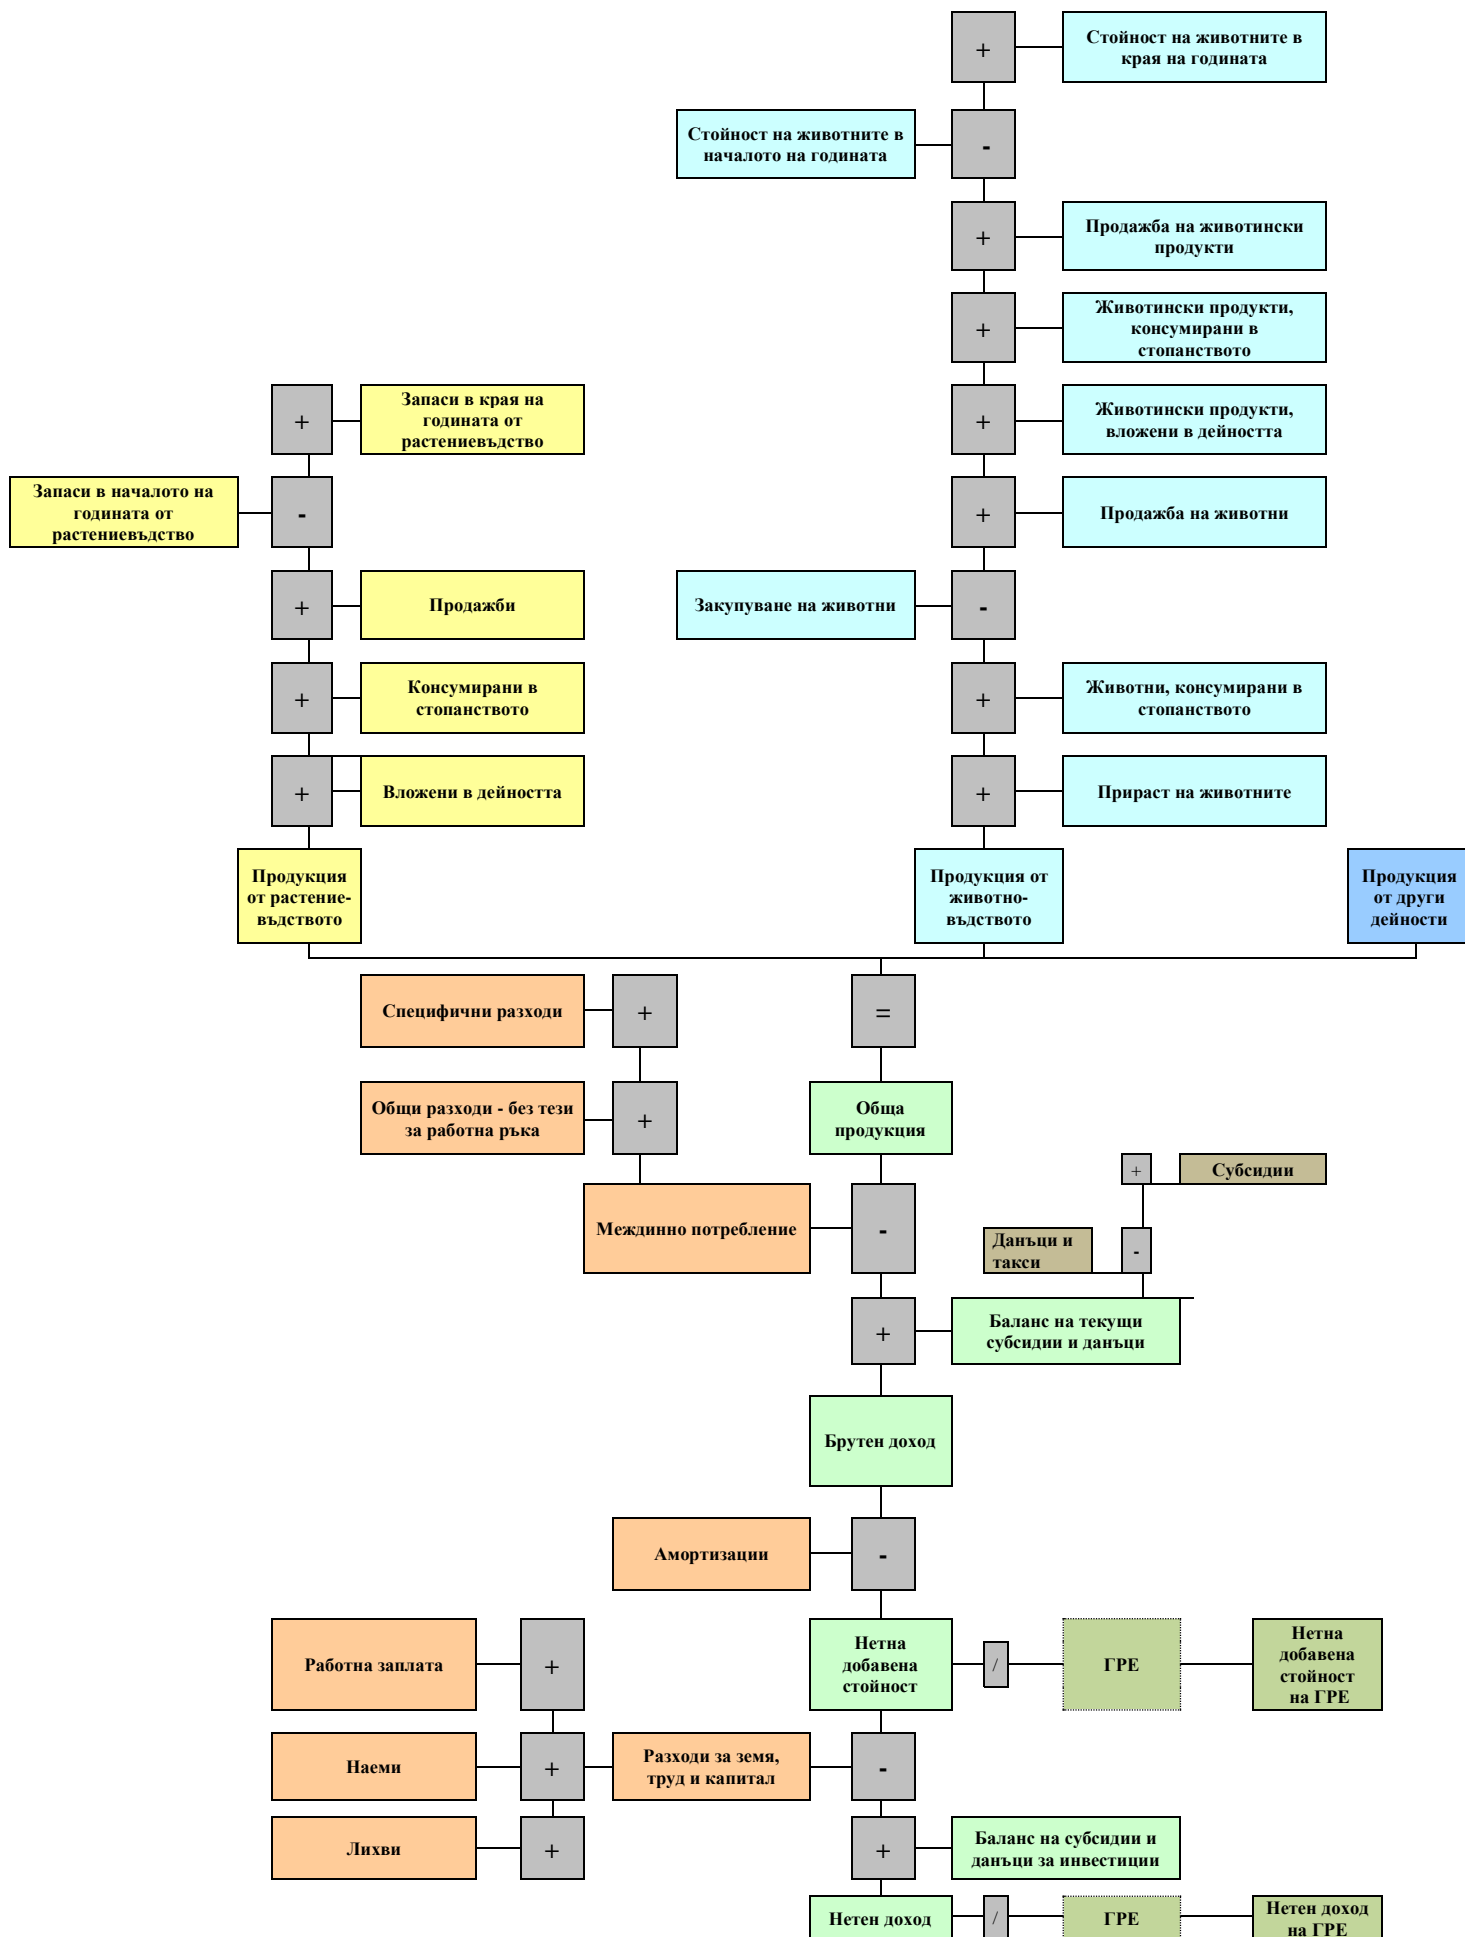 +
Стойност на животните в
края на годината
Стойност на животните в
началото на годината
-
+
Продажба на животински
продукти
+
Животински продукти,
консумирани в
стопанството
+
Запаси в края на
годината от
растениевъдство
+
Животински продукти,
вложени в дейността
Запаси в началото на
годината от
растениевъдство
-
+
Продажба на животни
+
Продажби
Закупуване на животни
-
+
Консумирани в
стопанството
+
Животни, консумирани в
стопанството
+
Вложени в дейността
+
Прираст на животните
Продукция
от растение-
въдството
Продукция от
животно-
въдството
Продукция
от други
дейности
Специфични разходи
+
=
Общи разходи - без тези
за работна ръка
+
Обща
продукция
+
Субсидии
Междинно потребление
-
Данъци и
такси
-
+
Баланс на текущи
субсидии и данъци
Брутен доход
Амортизации
-
Работна заплата
+
Нетна
добавена
стойност
/
ГРЕ
Нетна
добавена
стойност
на ГРЕ
Наеми
+
Разходи за земя,
труд и капитал
-
Лихви
+
+
Баланс на субсидии и
данъци за инвестиции
Нетен доход
/
ГРЕ
Нетен доход
на ГРЕ